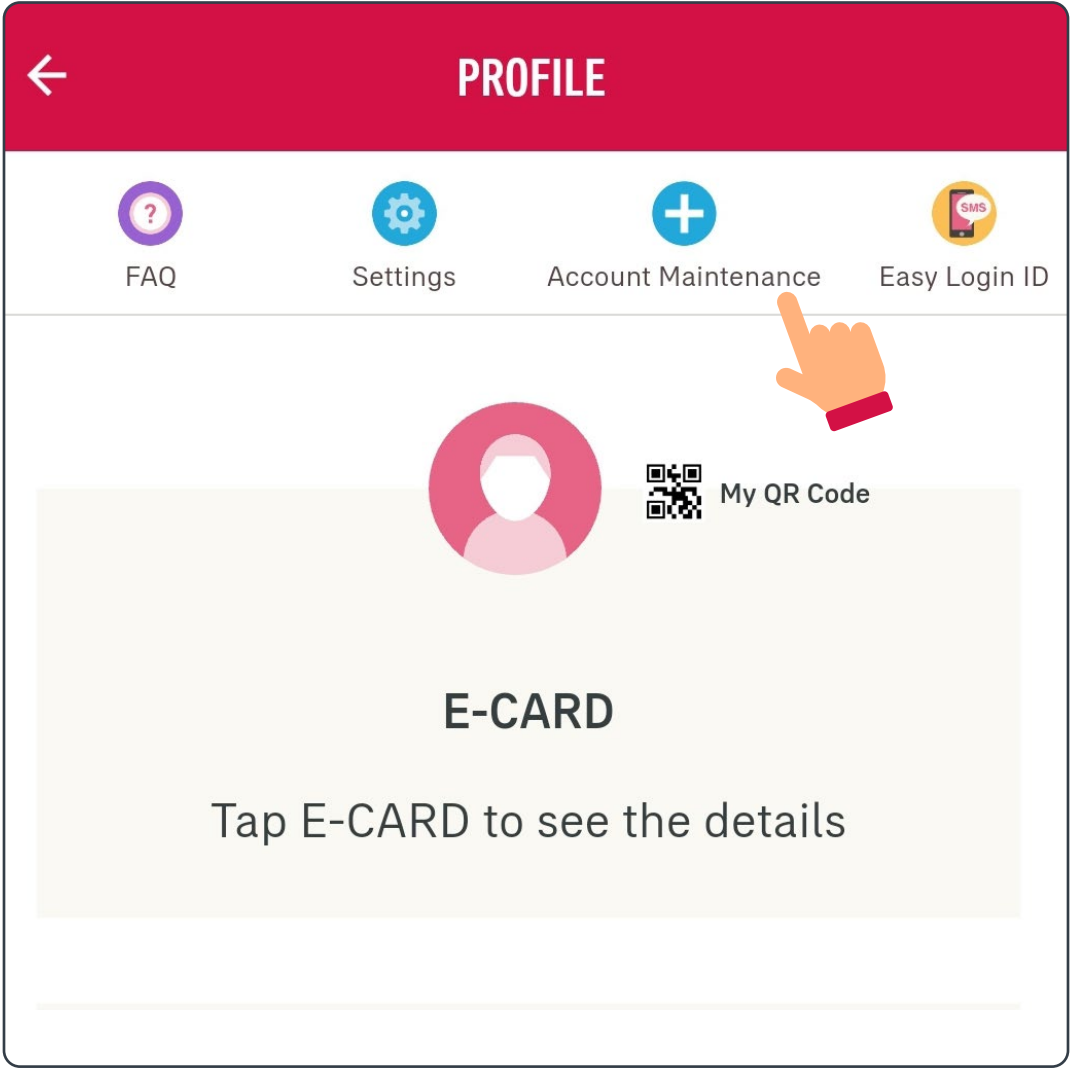 PROFILE
?
SMS
FAQ
Settings
Account Maintenance
Easy Login ID
My QR Code
E-CARD
Tap E-CARD to see the details